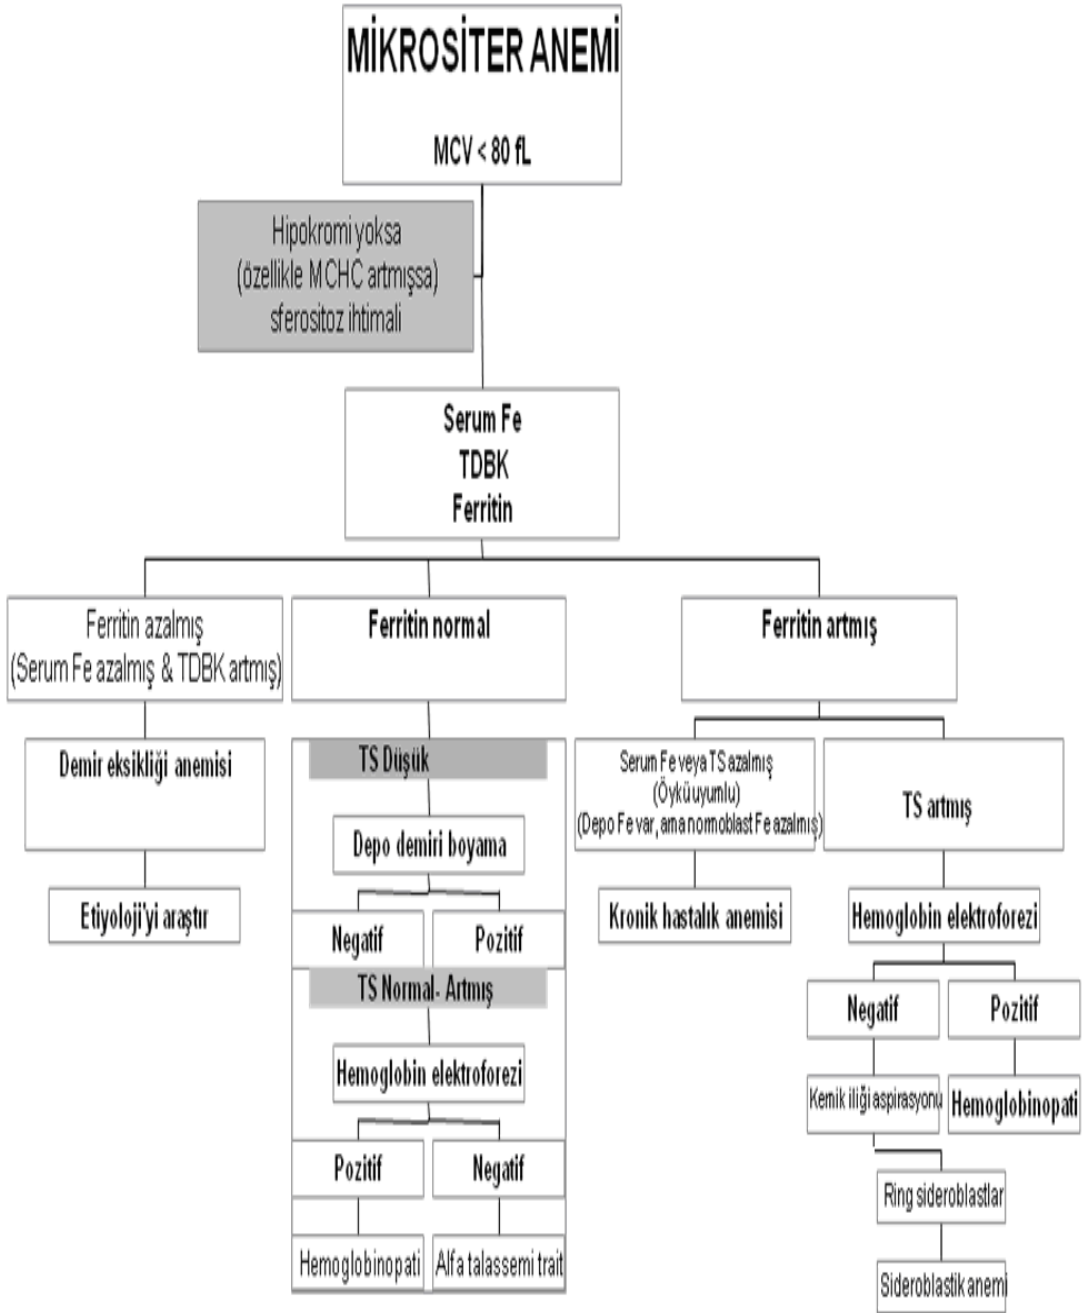 MİKROSİTER ANEMİ
MCV < 80 fL
Hipokromi yoksa
(özellikle MCHC artmışsa)
sferositoz ihtimali
Serum Fe
TDBK
Ferritin
Ferritin azalmış
(Serum Fe azalmış & TDBK artmış)
Demir eksikliği anemisi
Etiyoloji'yi araştır
Ferritin normal
TS Düşük
Depo demiri boyama
Negatif
Pozitif
TS Normal- Artmış
Hemoglobin elektroforezi
Pozitif
Negatif
Hemoglobinopati
Alfa talassemi trait
Ferritin artmış
Serum Fe veya TS azalmış
(Öykü uyumlu)
(Depo Fe var, ama normoblast Fe azalmış)
Kronik hastalık anemisi
TS artmış
Hemoglobin elektroforezi
Negatif
Pozitif
Kemik iliği aspirasyonu
Hemoglobinopati
Ring sideroblastlar
Sideroblastik anemi